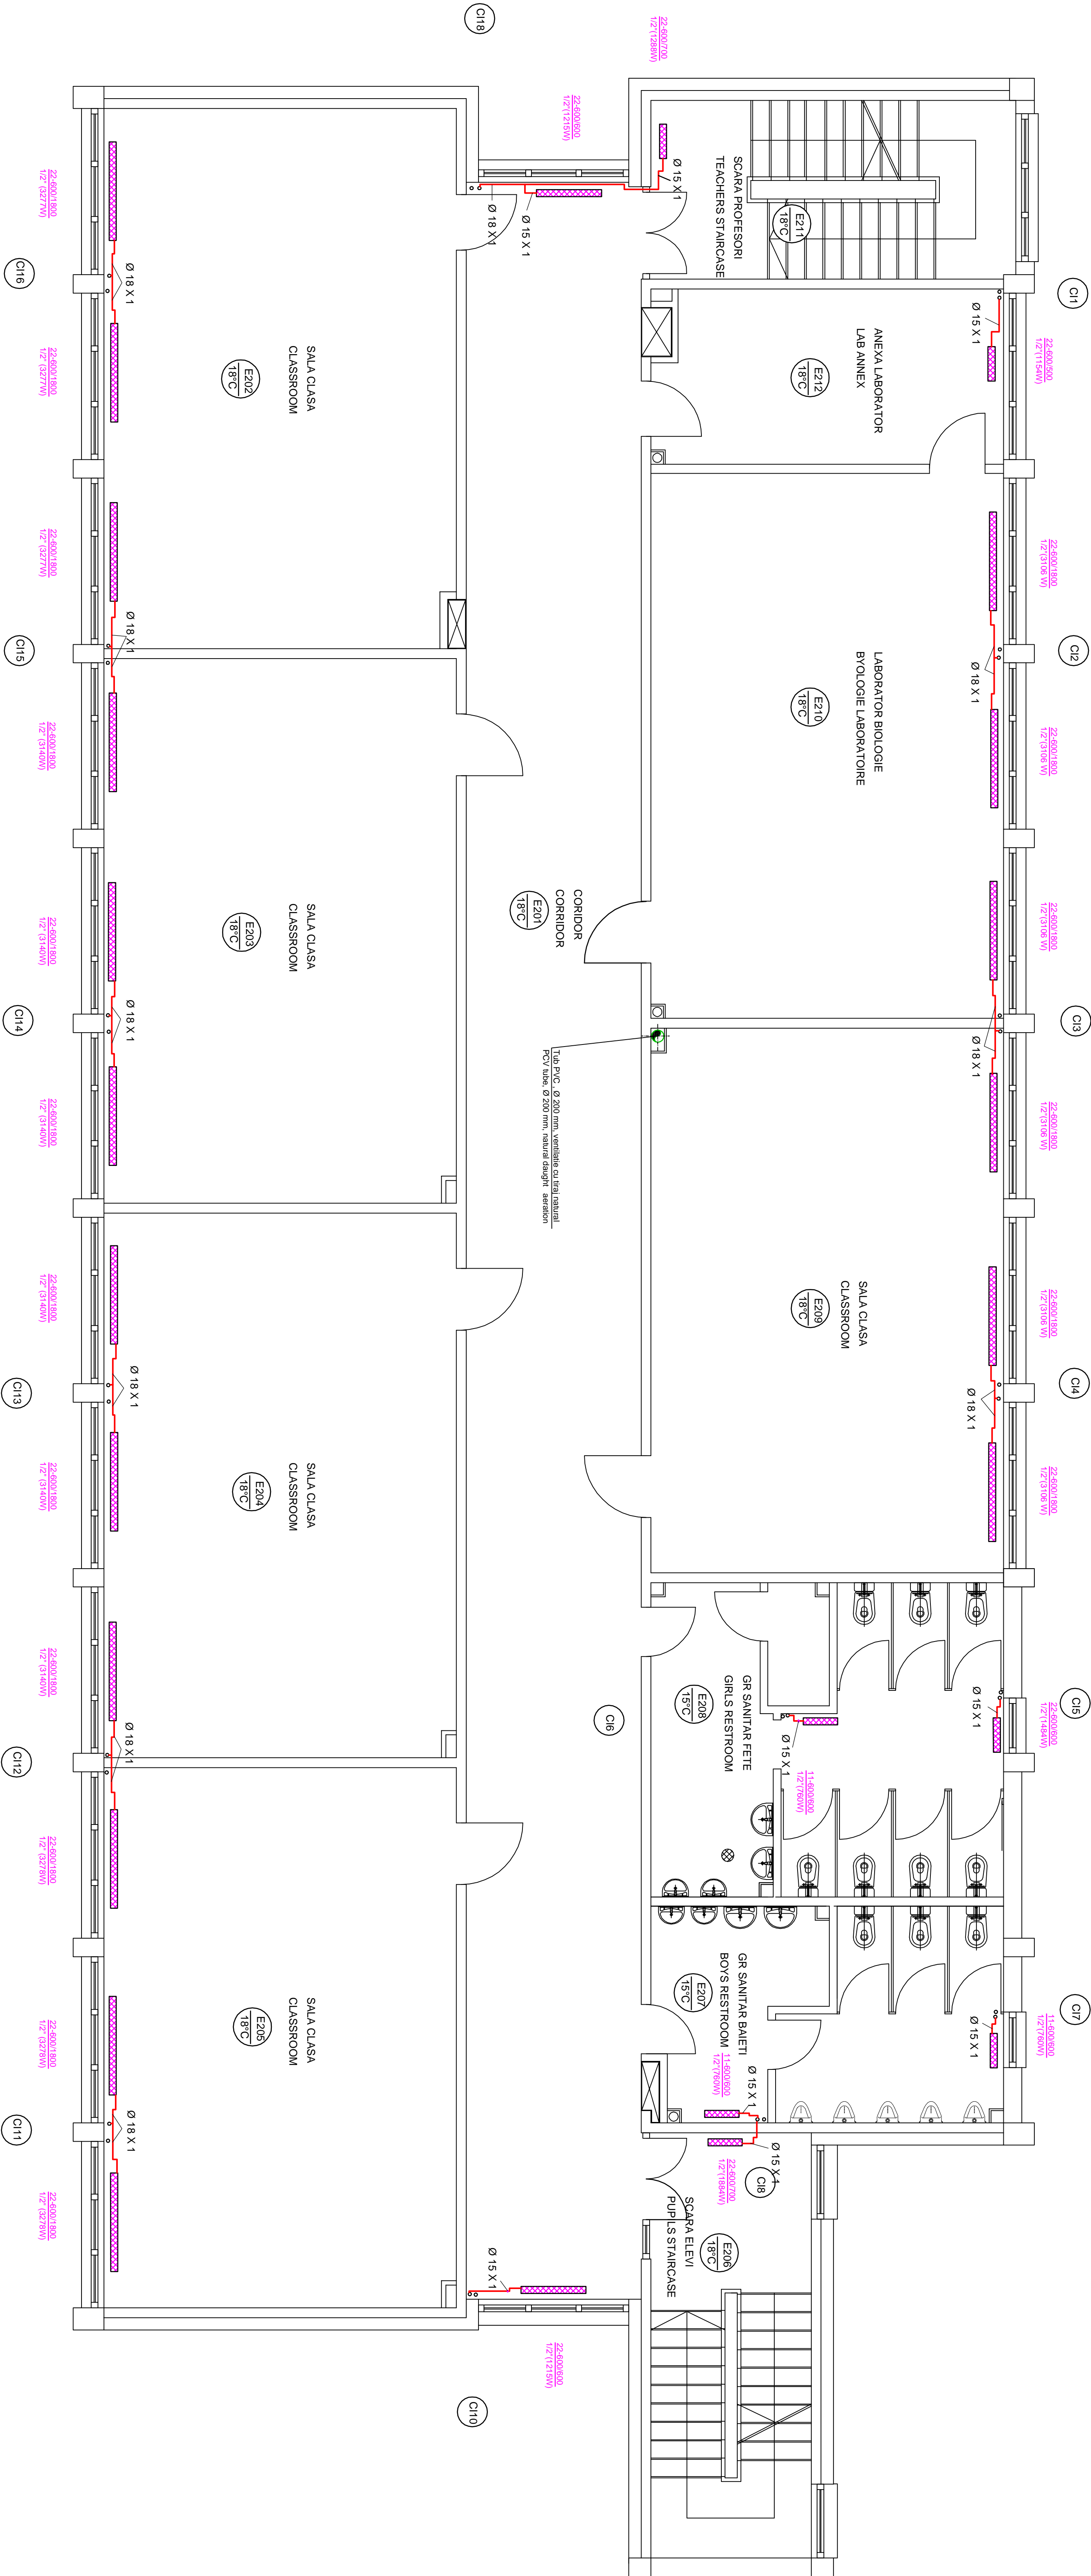 CI1
CI2
CI3
CI4
CI5
CI7
22-600/500
1/2"(1154W)
22-600/1800
1/2"(3106 W)
22-600/1800
1/2"(3106 W)
22-600/1800
1/2"(3106 W)
22-600/1800
1/2"(3106 W)
22-600/1800
1/2"(3106 W)
22-600/1800
1/2"(3106 W)
22-600/600
1/2"(1484W)
11-600/600
1/2"(760W)
Ø 15 X 1
Ø 18 X 1
Ø 18 X 1
Ø 18 X 1
Ø 15 X 1
Ø 15 X 1
SCARA PROFESORI
TEACHERS STAIRCASE
E211
18°C
ANEXA LABORATOR
LAB ANNEX
E212
18°C
LABORATOR BIOLOGIE
BYOLOGIE LABORATOIRE
E210
18°C
SALA CLASA
CLASSROOM
E209
18°C
GR SANITAR FETE
GIRLS RESTROOM
E208
15°C
11-600/600
1/2"(760W)
Ø 15 X 1
GR SANITAR BAIETI
BOYS RESTROOM
E207
15°C
11-600/600
1/2"(760W)
Ø 15 X 1
Ø 15 X 1
22-600/700
1/2"(1884W)
CI8
SCARA ELEVI
PUPILS STAIRCASE
E206
18°C
22-600/700
1/2"(1288W)
Ø 15 X 1
22-600/600
1/2"(1215W)
CI18
Ø 15 X 1
Ø 18 X 1
CORIDOR
CORRIDOR
E201
18°C
Tub PVC , Ø 200 mm, ventilatie cu tiraj natural
PCV tube, Ø 200 mm, natural daught aeration
CI6
Ø 15 X 1
22-600/600
1/2"(1215W)
CI10
SALA CLASA
CLASSROOM
E202
18°C
SALA CLASA
CLASSROOM
E203
18°C
SALA CLASA
CLASSROOM
E204
18°C
SALA CLASA
CLASSROOM
E205
18°C
Ø 18 X 1
Ø 18 X 1
Ø 18 X 1
Ø 18 X 1
Ø 18 X 1
Ø 18 X 1
22-600/1800
1/2" (3277W)
22-600/1800
1/2" (3277W)
22-600/1800
1/2" (3277W)
22-600/1800
1/2" (3140W)
22-600/1800
1/2" (3140W)
22-600/1800
1/2" (3140W)
22-600/1800
1/2" (3140W)
22-600/1800
1/2" (3140W)
22-600/1800
1/2" (3140W)
22-600/1800
1/2" (3278W)
22-600/1800
1/2" (3278W)
22-600/1800
1/2" (3278W)
CI16
CI15
CI14
CI13
CI12
CI11